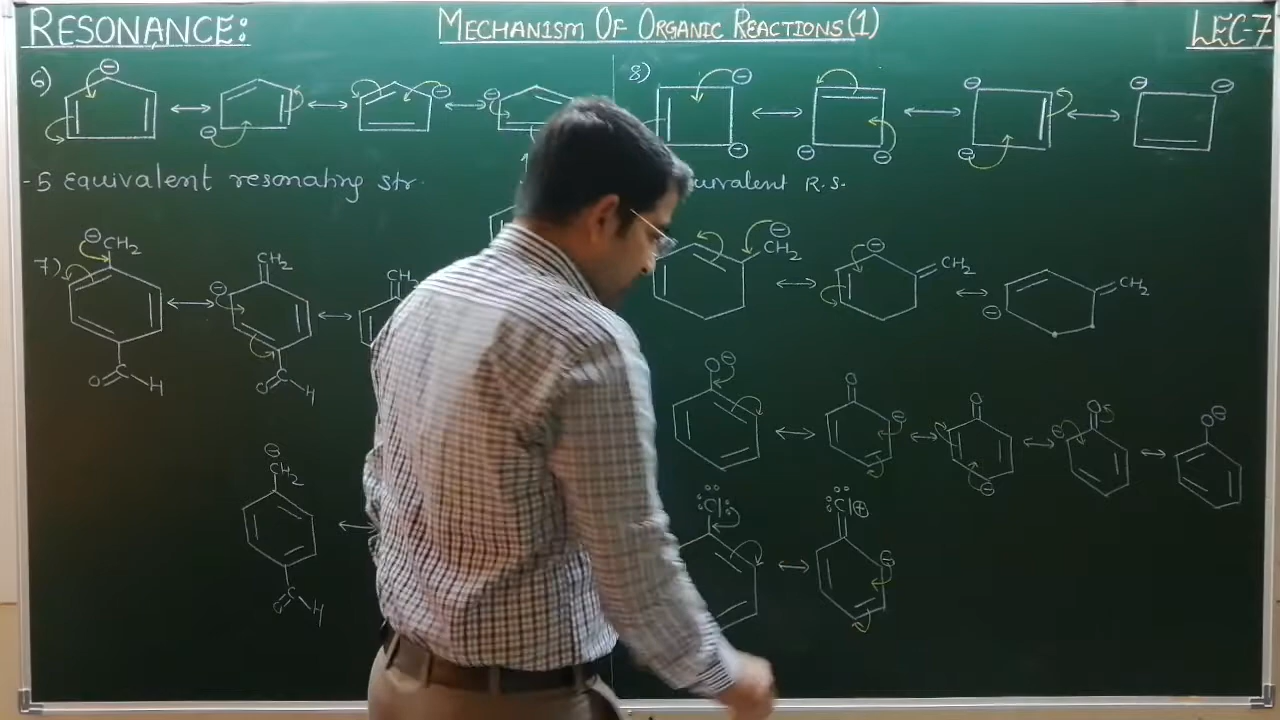 RESONANCE:
MECHANISM OF ORGANIC REACTIONS(1)
LEC-7
6)
8)
-5 Equivalent resonating str.
R.S.
7)
⊖CH₂
CH₂
CH₂
O C H
O C H
⊖
CH₂
O C H
⊖
CH₂
CH₂
CH₂
O⊖
O
O
O
O⊖
:Cl:
:Cl⊕